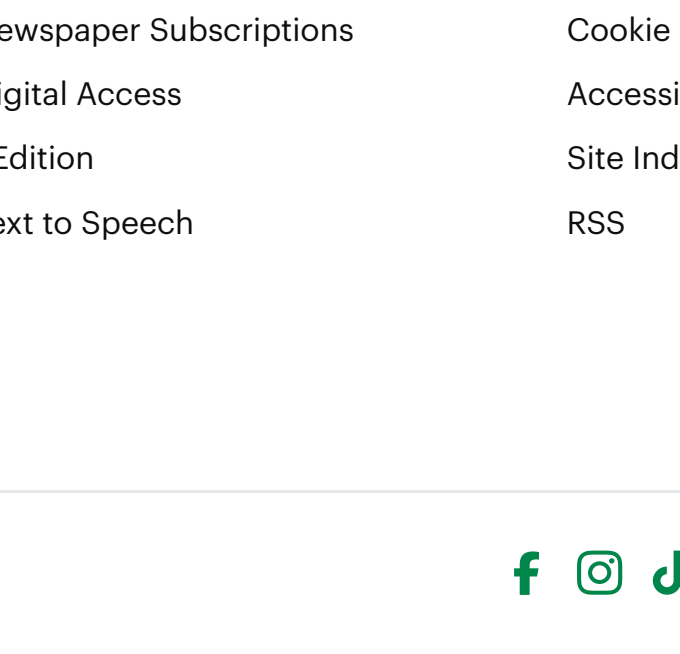 ewspaper Subscriptions
igital Access
Edition
ext to Speech
Cookie
Accessi
Site Ind
RSS